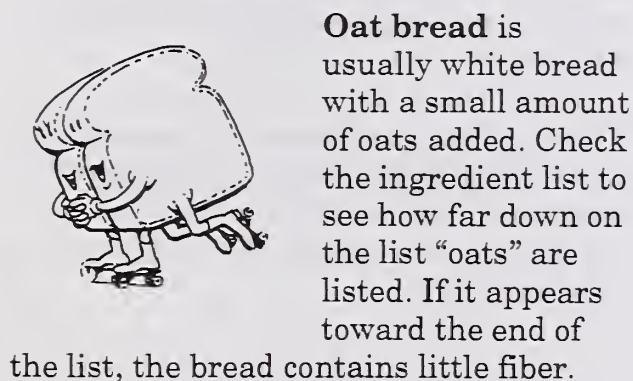 Oat bread is
usually white bread
with a small amount
of oats added. Check
the ingredient list to
see how far down on
the list “oats” are
listed. If it appears
toward the end of
the list, the bread contains little fiber.